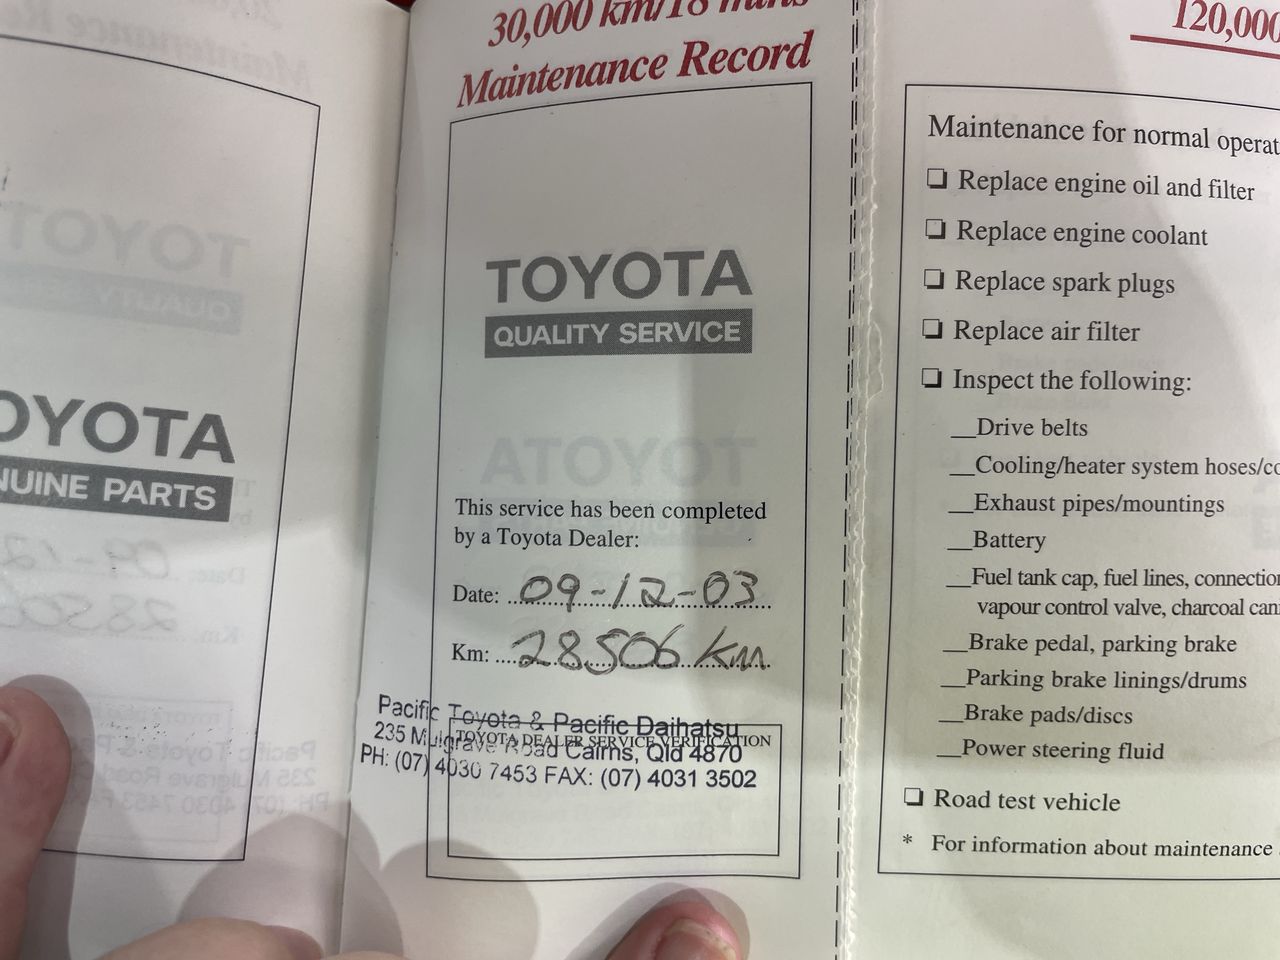 30,000 km/18 mths
Maintenance Record
TOYOTA
QUALITY SERVICE
This service has been completed
by a Toyota Dealer:
Date: 09-12-03
Km: 28506 km
Pacific Toyota & Pacific Daihatsu
TOYOTA DEALER SERVICE VERIFICATION
235 Mulgrave Road Cairns, Qld 4870
PH: (07) 4030 7453 FAX: (07) 4031 3502
OYOTA
NUINE PARTS
120,000
Maintenance for normal operat
❏ Replace engine oil and filter
❏ Replace engine coolant
❏ Replace spark plugs
❏ Replace air filter
❏ Inspect the following:
__Drive belts
__Cooling/heater system hoses/co
__Exhaust pipes/mountings
__Battery
__Fuel tank cap, fuel lines, connection
vapour control valve, charcoal can
__Brake pedal, parking brake
__Parking brake linings/drums
__Brake pads/discs
__Power steering fluid
❏ Road test vehicle
* For information about maintenance